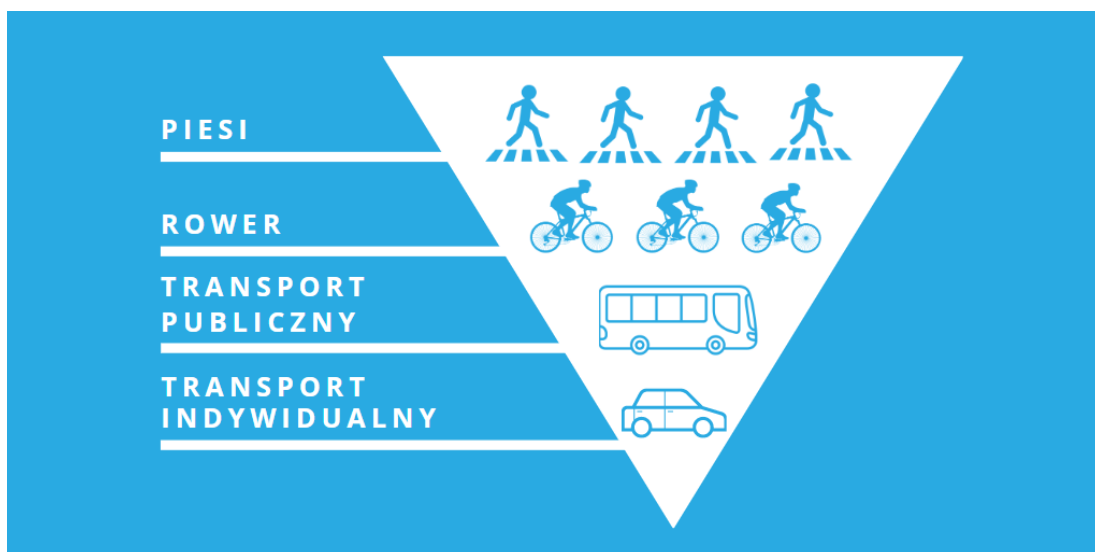 PIESI
ROWER
TRANSPORT
PUBLICZNY
TRANSPORT
INDYWIDUALNY